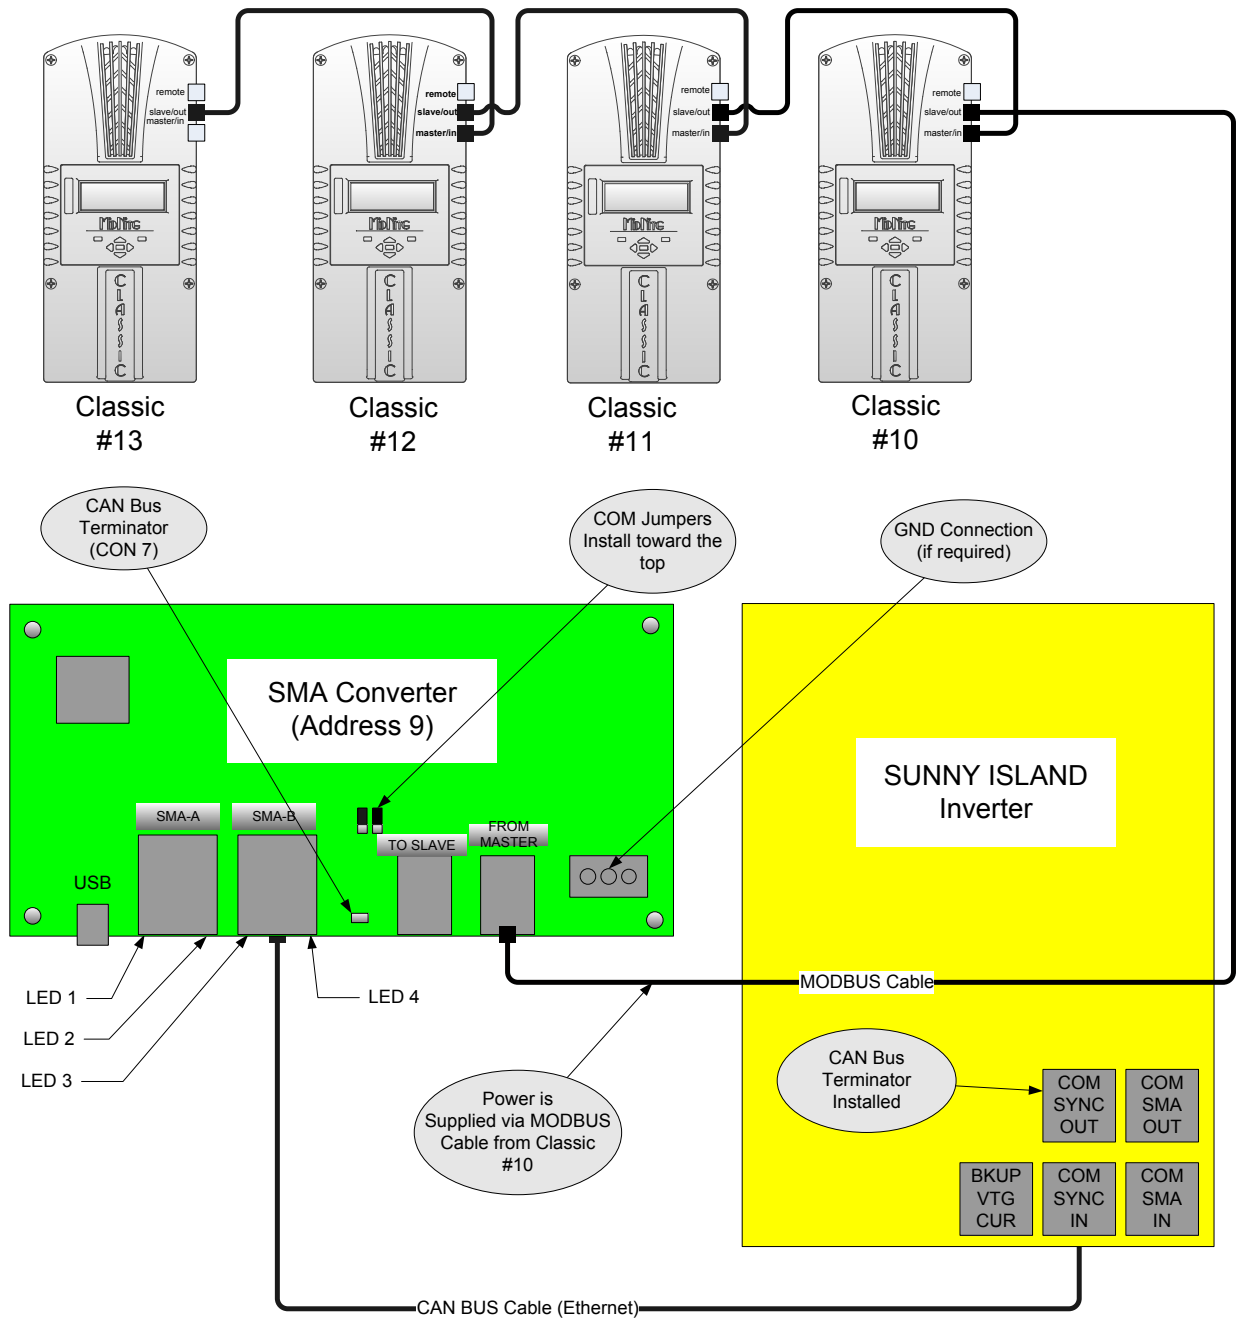 remote
slave/out
master/in
MIDNITE
CLASSIC
remote
slave/out
master/in
MIDNITE
CLASSIC
remote
slave/out
master/in
MIDNITE
CLASSIC
remote
slave/out
master/in
MIDNITE
CLASSIC
Classic
#13
Classic
#12
Classic
#11
Classic
#10
CAN Bus
Terminator
(CON 7)
COM Jumpers
Install toward the
top
GND Connection
(if required)
SMA Converter
(Address 9)
SUNNY ISLAND
Inverter
SMA-A
SMA-B
TO SLAVE
FROM
MASTER
USB
LED 1
LED 2
LED 3
LED 4
MODBUS Cable
Power is
Supplied via MODBUS
Cable from Classic
#10
CAN Bus
Terminator
Installed
COM
SYNC
OUT
COM
SMA
OUT
BKUP
VTG
CUR
COM
SYNC
IN
COM
SMA
IN
CAN BUS Cable (Ethernet)